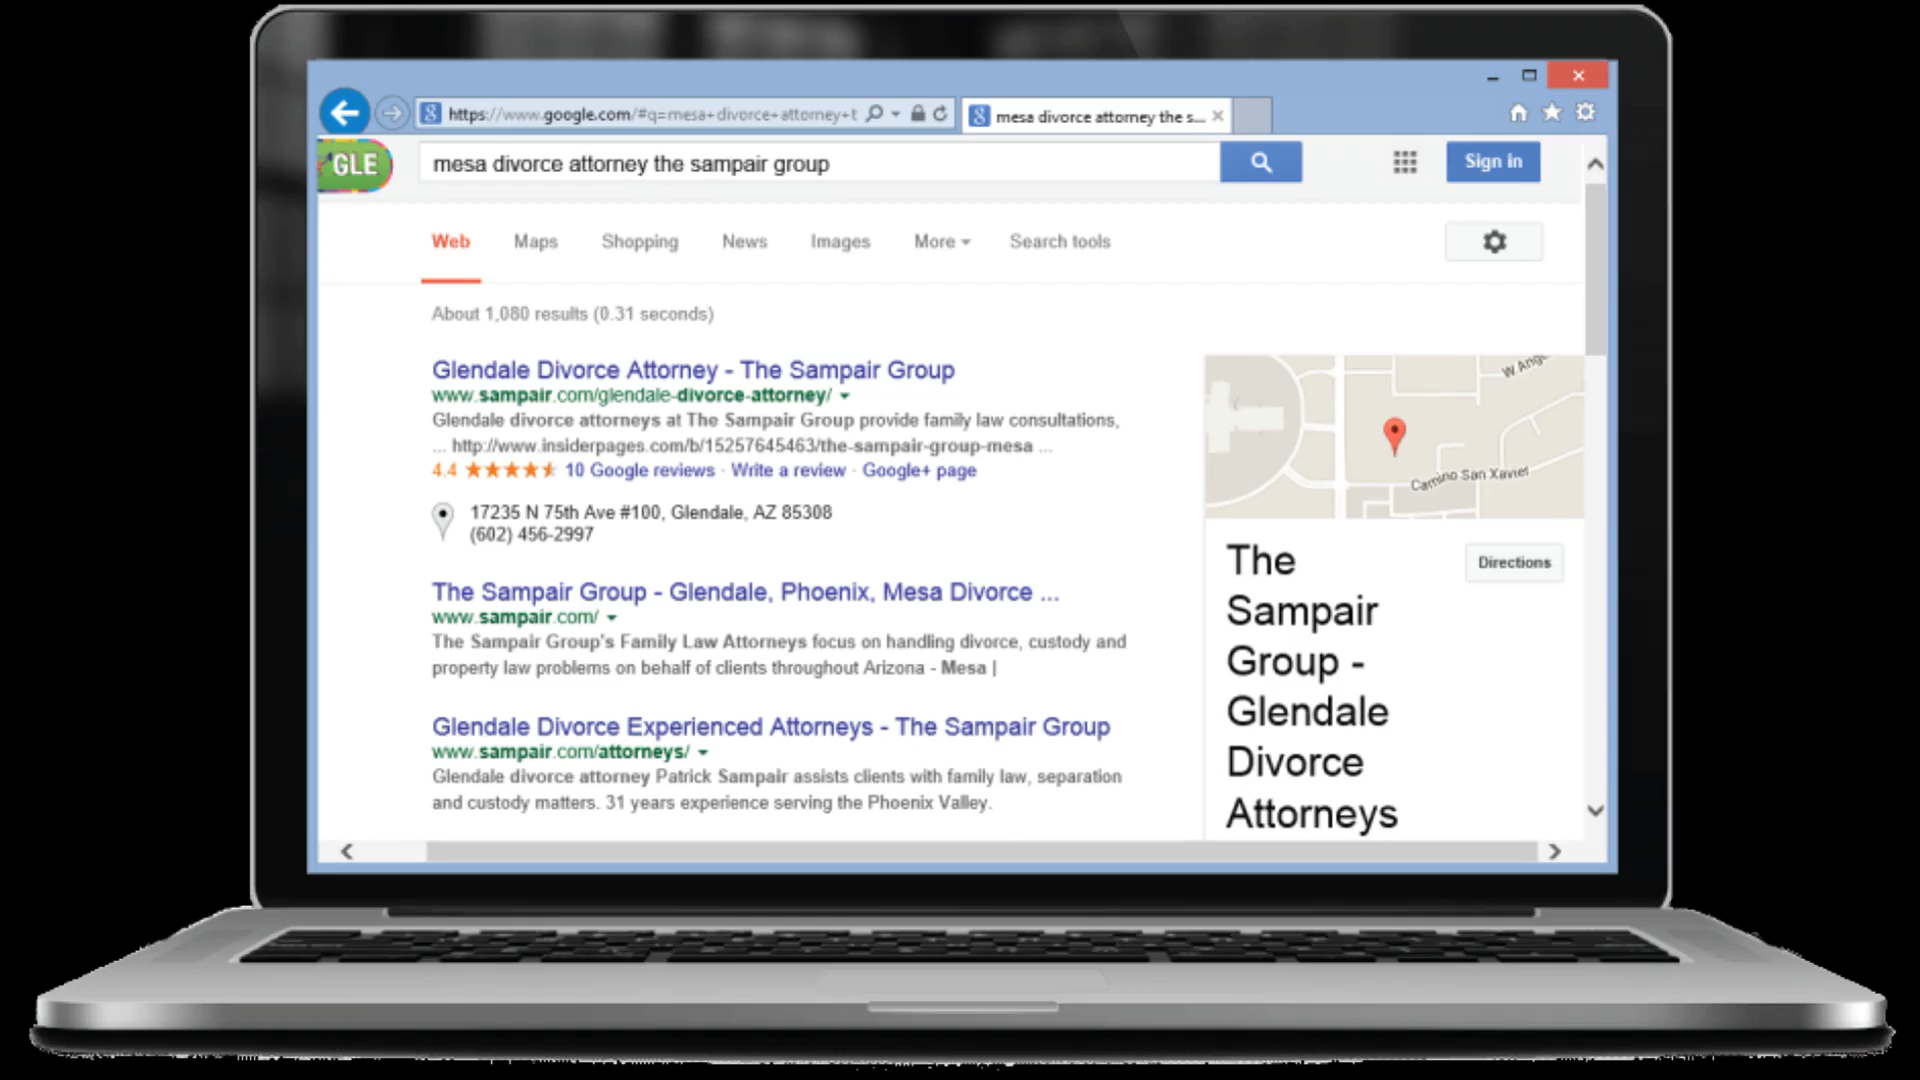 https://www.google.com/#q=mesa+divorce+attorney+t
mesa divorce attorney the s...
GLE
mesa divorce attorney the sampair group
Sign in
Web
Maps
Shopping
News
Images
More
Search tools
About 1,080 results (0.31 seconds)
Glendale Divorce Attorney - The Sampair Group
www.sampair.com/glendale-divorce-attorney/
Glendale divorce attorneys at The Sampair Group provide family law consultations,
... http://www.insiderpages.com/b/15257645463/the-sampair-group-mesa ...
4.4 ★★★★★ 10 Google reviews · Write a review · Google+ page
17235 N 75th Ave #100, Glendale, AZ 85308
(602) 456-2997
The Sampair Group - Glendale, Phoenix, Mesa Divorce ...
www.sampair.com/
The Sampair Group's Family Law Attorneys focus on handling divorce, custody and
property law problems on behalf of clients throughout Arizona - Mesa |
Glendale Divorce Experienced Attorneys - The Sampair Group
www.sampair.com/attorneys/
Glendale divorce attorney Patrick Sampair assists clients with family law, separation
and custody matters. 31 years experience serving the Phoenix Valley.
W Ange
Camino San Xavier
The
Sampair
Group -
Glendale
Divorce
Attorneys
Directions